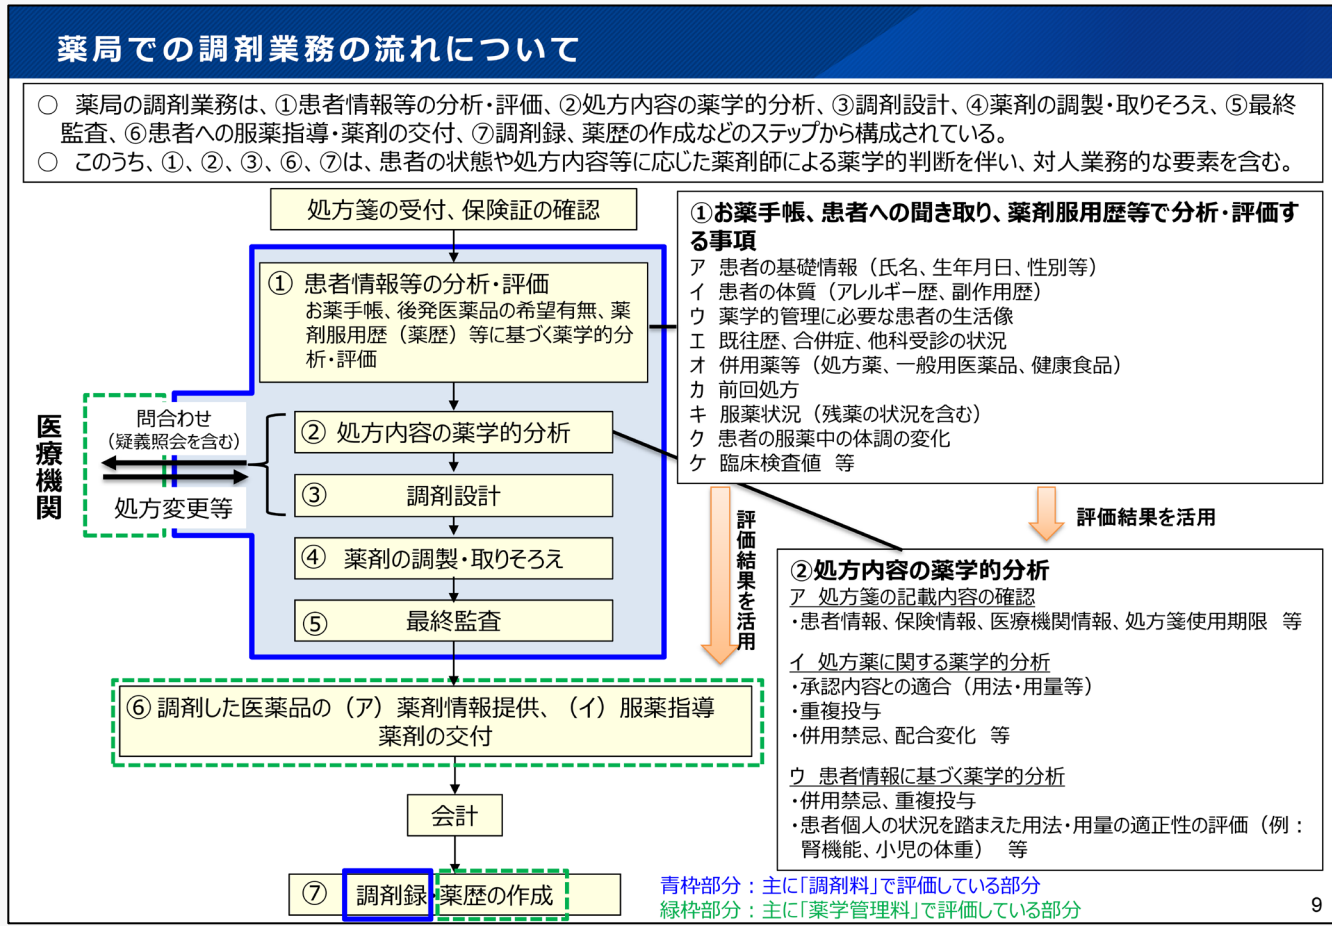 薬局での調剤業務の流れについて
○ 薬局の調剤業務は、①患者情報等の分析・評価、②処方内容の薬学的分析、③調剤設計、④薬剤の調製・取りそろえ、⑤最終
監査、⑥患者への服薬指導・薬剤の交付、⑦調剤録、薬歴の作成などのステップから構成されている。
○ このうち、①、②、③、⑥、⑦は、患者の状態や処方内容等に応じた薬剤師による薬学的判断を伴い、対人業務的な要素を含む。
処方箋の受付、保険証の確認
① 患者情報等の分析・評価
お薬手帳、後発医薬品の希望有無、薬
剤服用歴（薬歴）等に基づく薬学的分
析・評価
医療機関
問合わせ
（疑義照会を含む）
処方変更等
② 処方内容の薬学的分析
③ 調剤設計
④ 薬剤の調製・取りそろえ
⑤ 最終監査
⑥ 調剤した医薬品の（ア）薬剤情報提供、（イ）服薬指導
薬剤の交付
会計
⑦ 調剤録・薬歴の作成
①お薬手帳、患者への聞き取り、薬剤服用歴等で分析・評価す
る事項
ア 患者の基礎情報（氏名、生年月日、性別等）
イ 患者の体質（アレルギー歴、副作用歴）
ウ 薬学的管理に必要な患者の生活像
エ 既往歴、合併症、他科受診の状況
オ 併用薬等（処方薬、一般用医薬品、健康食品）
カ 前回処方
キ 服薬状況（残薬の状況を含む）
ク 患者の服薬中の体調の変化
ケ 臨床検査値 等
評価結果を活用
評価結果を活用
②処方内容の薬学的分析
ア 処方箋の記載内容の確認
・患者情報、保険情報、医療機関情報、処方箋使用期限 等
イ 処方薬に関する薬学的分析
・承認内容との適合（用法・用量等）
・重複投与
・併用禁忌、配合変化 等
ウ 患者情報に基づく薬学的分析
・併用禁忌、重複投与
・患者個人の状況を踏まえた用法・用量の適正性の評価（例：
腎機能、小児の体重） 等
青枠部分：主に「調剤料」で評価している部分
緑枠部分：主に「薬学管理料」で評価している部分
9